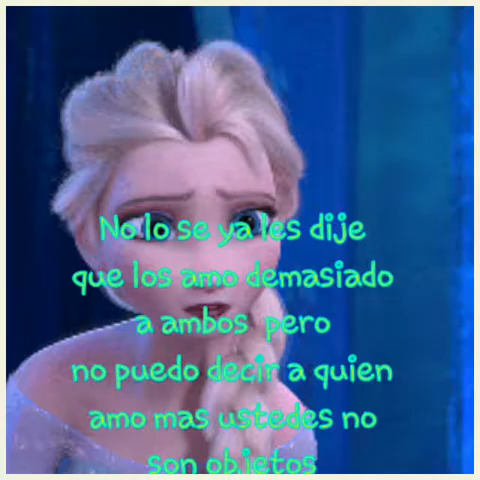 No lo se ya les dije
que los amo demasiado
a ambos pero
no puedo decir a quien
amo mas ustedes no
son objetos